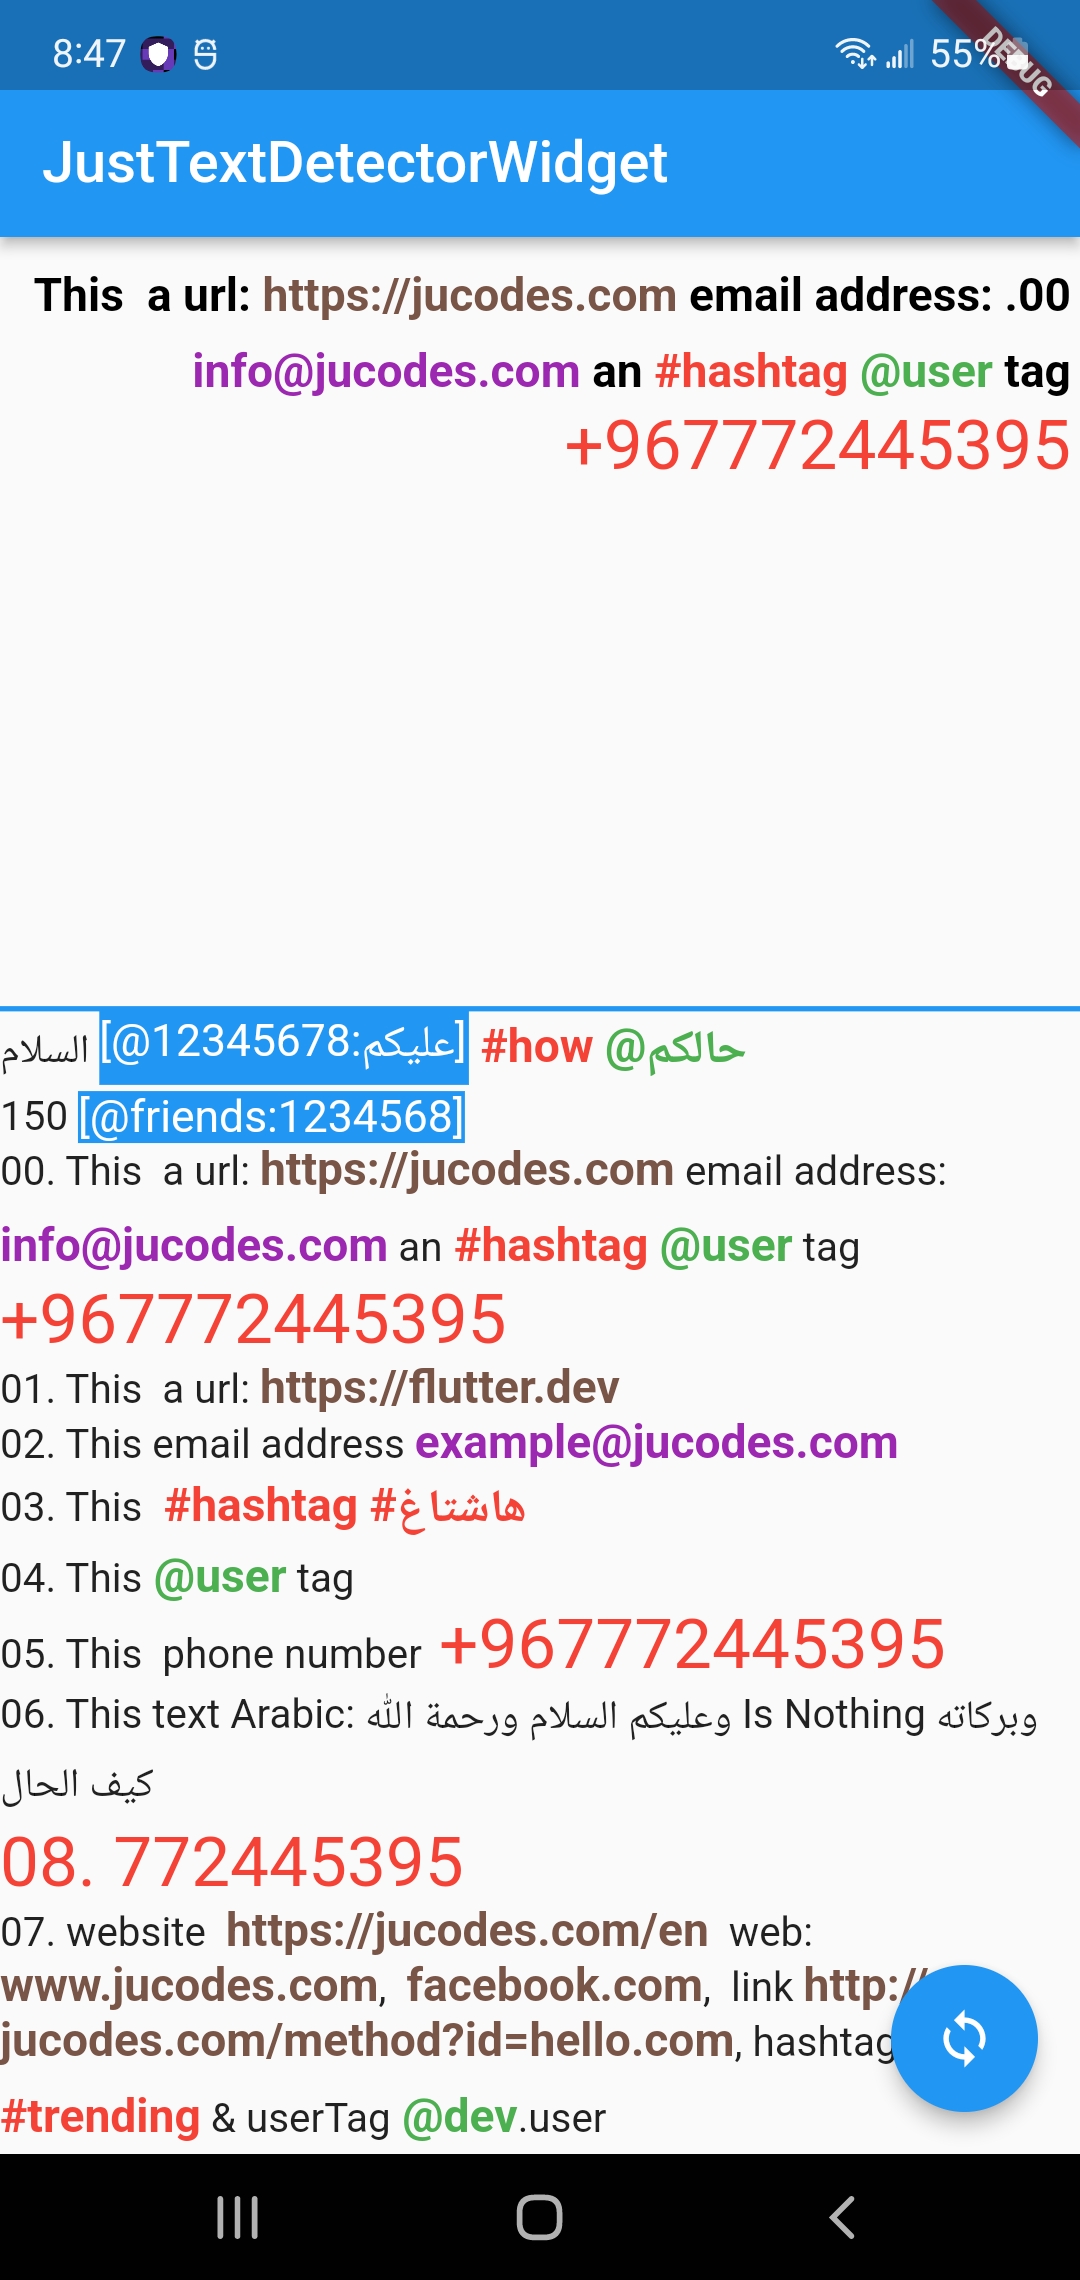 8:47
55%
DEBUG
JustTextDetectorWidget
This  a url: https://jucodes.com email address: .00
info@jucodes.com an #hashtag @user tag
+967772445395
السلام [@عليكم:12345678] #how @حالكم
150 [@friends:1234568]
00. This  a url: https://jucodes.com email address:
info@jucodes.com an #hashtag @user tag
+967772445395
01. This  a url: https://flutter.dev
02. This email address example@jucodes.com
03. This  #hashtag #هاشتاغ
04. This @user tag
05. This  phone number  +967772445395
06. This text Arabic: وعليكم السلام ورحمة الله Is Nothing وبركاته
كيف الحال
08. 772445395
07. website  https://jucodes.com/en  web:
www.jucodes.com,  facebook.com,  link http://
jucodes.com/method?id=hello.com, hashtag
#trending & userTag @dev.user